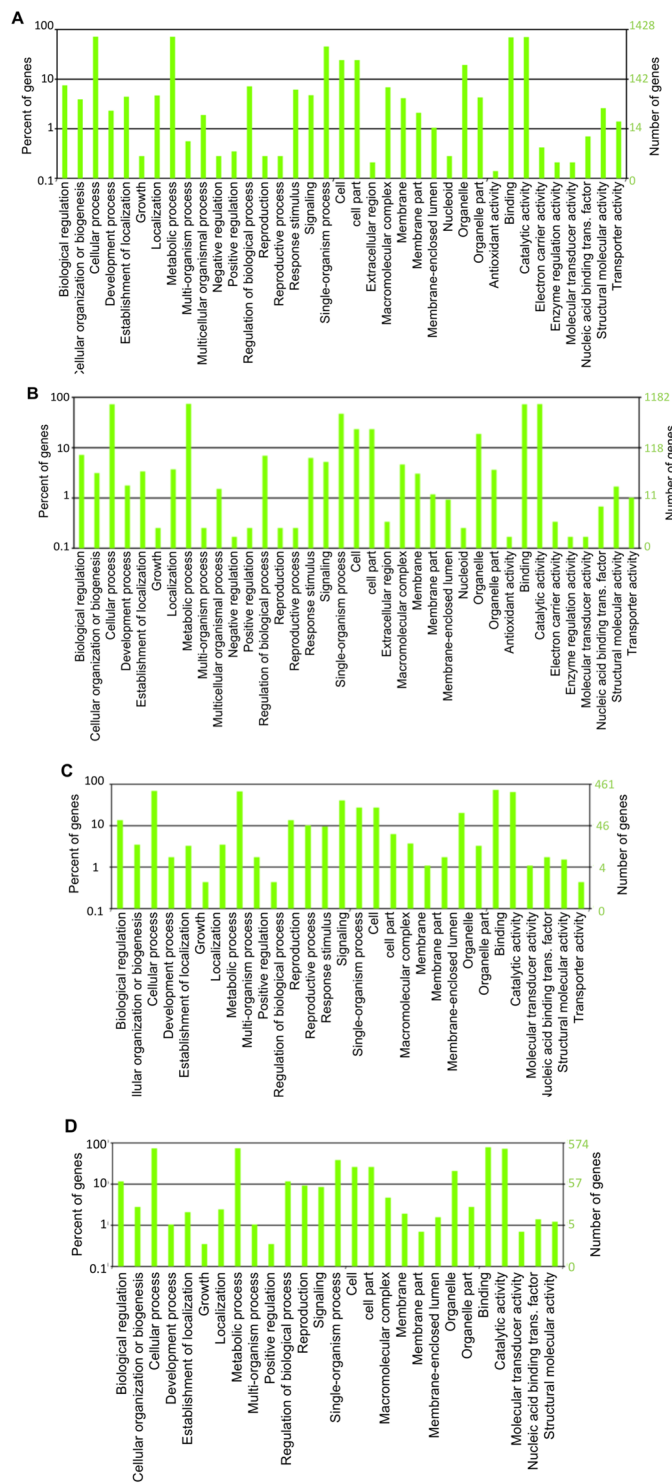 A
100
10
1
0.1
Percent of genes
1428
142
14
0
Number of genes
Biological regulation
Cellular organization or biogenesis
Cellular process
Development process
Establishment of localization
Growth
Localization
Metabolic process
Multi-organism process
Multicellular organismal process
Negative regulation
Positive regulation
Regulation of biological process
Reproduction
Reproductive process
Response stimulus
Signaling
Single-organism process
Cell
cell part
Extracellular region
Macromolecular complex
Membrane
Membrane part
Membrane-enclosed lumen
Nucleoid
Organelle
Organelle part
Antioxidant activity
Binding
Catalytic activity
Electron carrier activity
Enzyme regulation activity
Molecular transducer activity
Nucleic acid binding trans. factor
Structural molecular activity
Transporter activity
B
100
10
1
0.1
Percent of genes
1182
118
11
0
Number of genes
Biological regulation
Cellular organization or biogenesis
Cellular process
Development process
Establishment of localization
Growth
Localization
Metabolic process
Multi-organism process
Multicellular organismal process
Negative regulation
Positive regulation
Regulation of biological process
Reproduction
Reproductive process
Response stimulus
Signaling
Single-organism process
Cell
cell part
Extracellular region
Macromolecular complex
Membrane
Membrane part
Membrane-enclosed lumen
Nucleoid
Organelle
Organelle part
Antioxidant activity
Binding
Catalytic activity
Electron carrier activity
Enzyme regulation activity
Molecular transducer activity
Nucleic acid binding trans. factor
Structural molecular activity
Transporter activity
C
100
10
1
0.1
Percent of genes
461
46
4
0
Number of genes
Biological regulation
llular organization or biogenesis
Cellular process
Development process
Establishment of localization
Growth
Localization
Metabolic process
Multi-organism process
Positive regulation
Regulation of biological process
Reproduction
Reproductive process
Response stimulus
Signaling
Single-organism process
Cell
cell part
Macromolecular complex
Membrane
Membrane part
Membrane-enclosed lumen
Organelle
Organelle part
Binding
Catalytic activity
Molecular transducer activity
Nucleic acid binding trans. factor
Structural molecular activity
Transporter activity
D
100
10
1
0.1
Percent of genes
574
57
5
0
Number of genes
Biological regulation
Cellular organization or biogenesis
Cellular process
Development process
Establishment of localization
Growth
Localization
Metabolic process
Multi-organism process
Positive regulation
Regulation of biological process
Reproduction
Signaling
Single-organism process
Cell
cell part
Macromolecular complex
Membrane
Membrane part
Membrane-enclosed lumen
Organelle
Organelle part
Binding
Catalytic activity
Molecular transducer activity
Nucleic acid binding trans. factor
Structural molecular activity